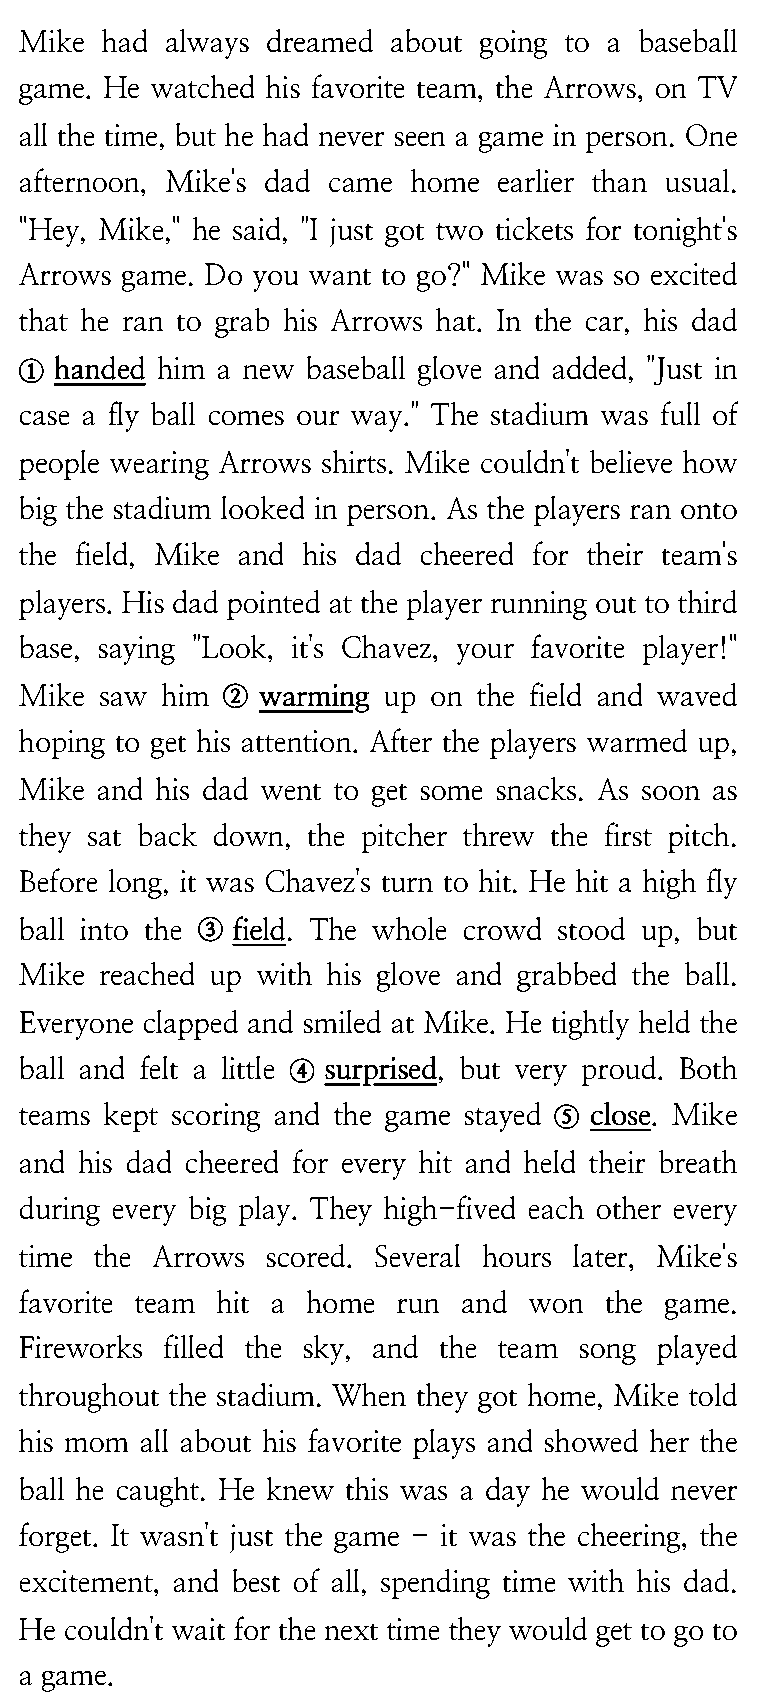 Mike had always dreamed about going to a baseball
game. He watched his favorite team, the Arrows, on TV
all the time, but he had never seen a game in person. One
afternoon, Mike's dad came home earlier than usual.
"Hey, Mike," he said, "I just got two tickets for tonight's
Arrows game. Do you want to go?" Mike was so excited
that he ran to grab his Arrows hat. In the car, his dad
① handed him a new baseball glove and added, "Just in
case a fly ball comes our way." The stadium was full of
people wearing Arrows shirts. Mike couldn't believe how
big the stadium looked in person. As the players ran onto
the field, Mike and his dad cheered for their team's
players. His dad pointed at the player running out to third
base, saying "Look, it's Chavez, your favorite player!"
Mike saw him ② warming up on the field and waved
hoping to get his attention. After the players warmed up,
Mike and his dad went to get some snacks. As soon as
they sat back down, the pitcher threw the first pitch.
Before long, it was Chavez's turn to hit. He hit a high fly
ball into the ③ field. The whole crowd stood up, but
Mike reached up with his glove and grabbed the ball.
Everyone clapped and smiled at Mike. He tightly held the
ball and felt a little ④ surprised, but very proud. Both
teams kept scoring and the game stayed ⑤ close. Mike
and his dad cheered for every hit and held their breath
during every big play. They high-fived each other every
time the Arrows scored. Several hours later, Mike's
favorite team hit a home run and won the game.
Fireworks filled the sky, and the team song played
throughout the stadium. When they got home, Mike told
his mom all about his favorite plays and showed her the
ball he caught. He knew this was a day he would never
forget. It wasn't just the game - it was the cheering, the
excitement, and best of all, spending time with his dad.
He couldn't wait for the next time they would get to go to
a game.